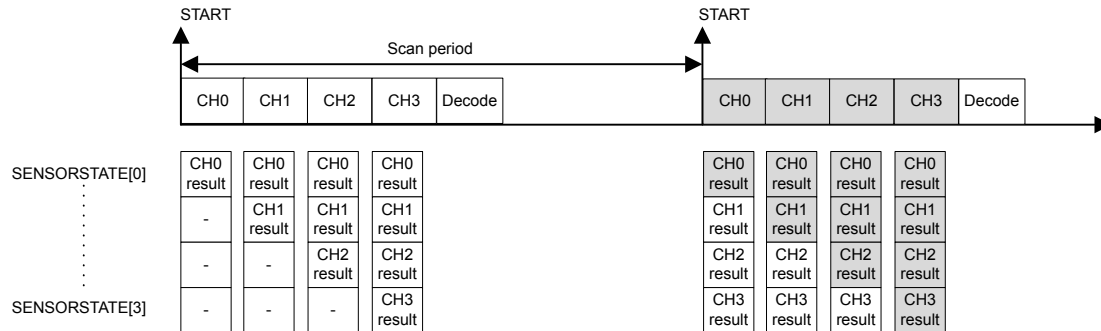 START START
Scan period
CH0 CH1 CH2 CH3 Decode CH0 CH1 CH2 CH3 Decode
SENSORSTATE[0] CH0 CH0 CH0 CH0 CH0 CH0 CH0 CH0
result result result result result result result result
- CH1 CH1 CH1 CH1 CH1 CH1 CH1
result result result result result result result
- - CH2 CH2 CH2 CH2 CH2 CH2
result result result result result result
SENSORSTATE[3] - - - CH3 CH3 CH3 CH3 CH3
result result result result result